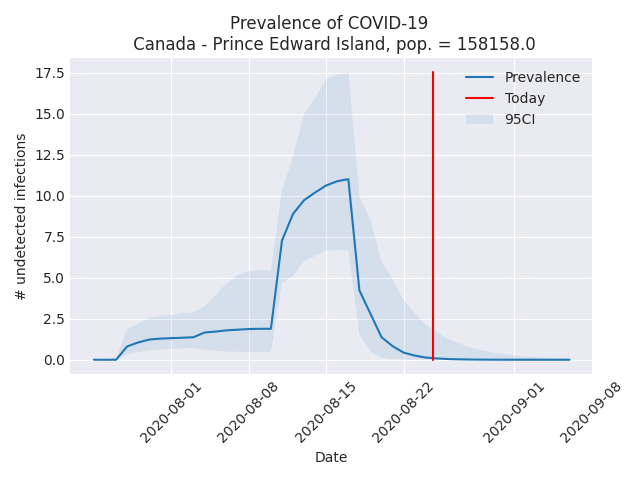 Prevalence of COVID-19
Canada - Prince Edward Island, pop. = 158158.0
17.5
15.0
12.5
10.0
7.5
5.0
2.5
0.0
# undetected infections
Prevalence
Today
95CI
2020-08-01
2020-08-08
2020-08-15
2020-08-22
2020-09-01
2020-09-08
Date